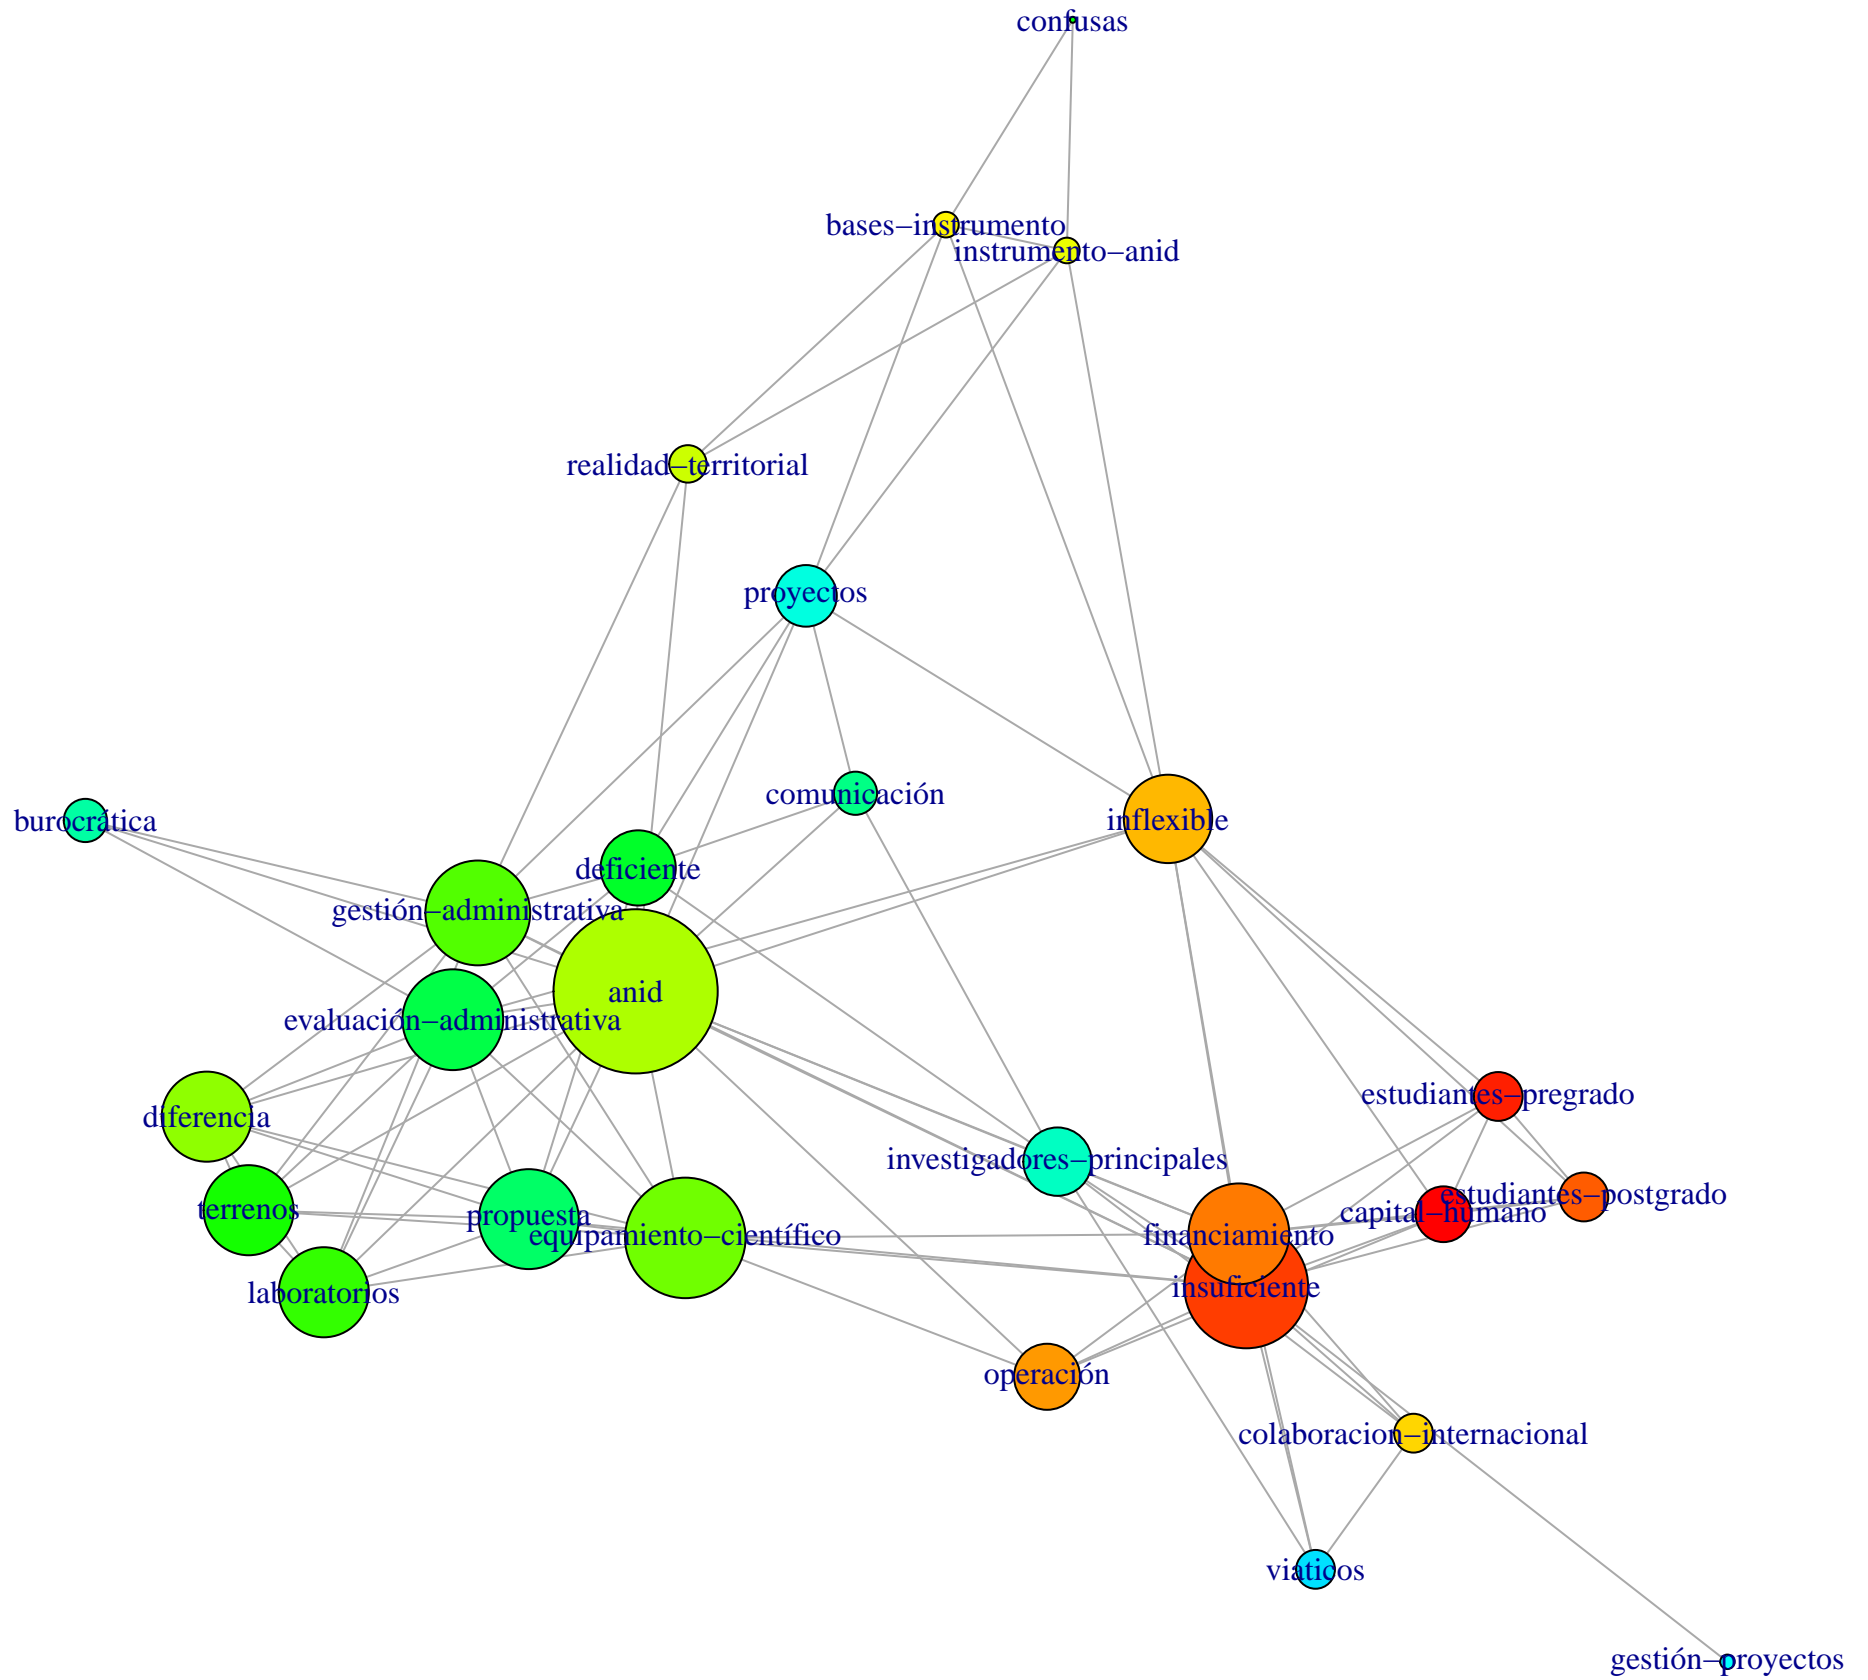 confusas
bases−instrumento
instrumento−anid
realidad−territorial
proyectos
comunicación
inflexible
burocrática
deficiente
gestión−administrativa
anid
evaluación−administrativa
estudiantes−pregrado
diferencia
investigadores−principales
estudiantes−postgrado
capital−humano
terrenos
propuesta
equipamiento−científico
financiamiento
insuficiente
laboratorios
operación
colaboracion−internacional
viaticos
gestión−proyectos